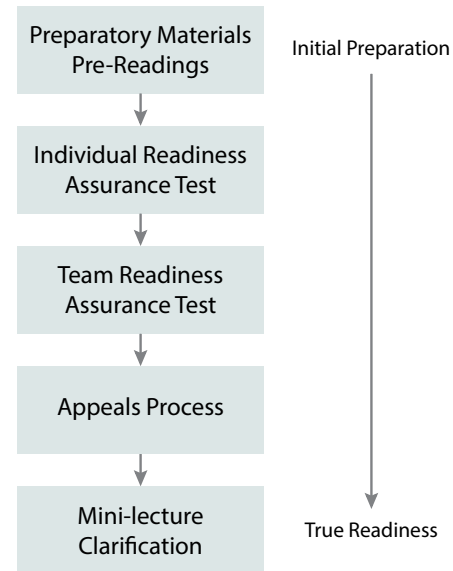 Preparatory Materials
Pre-Readings
Initial Preparation
Individual Readiness
Assurance Test
Team Readiness
Assurance Test
Appeals Process
Mini-lecture
Clarification
True Readiness